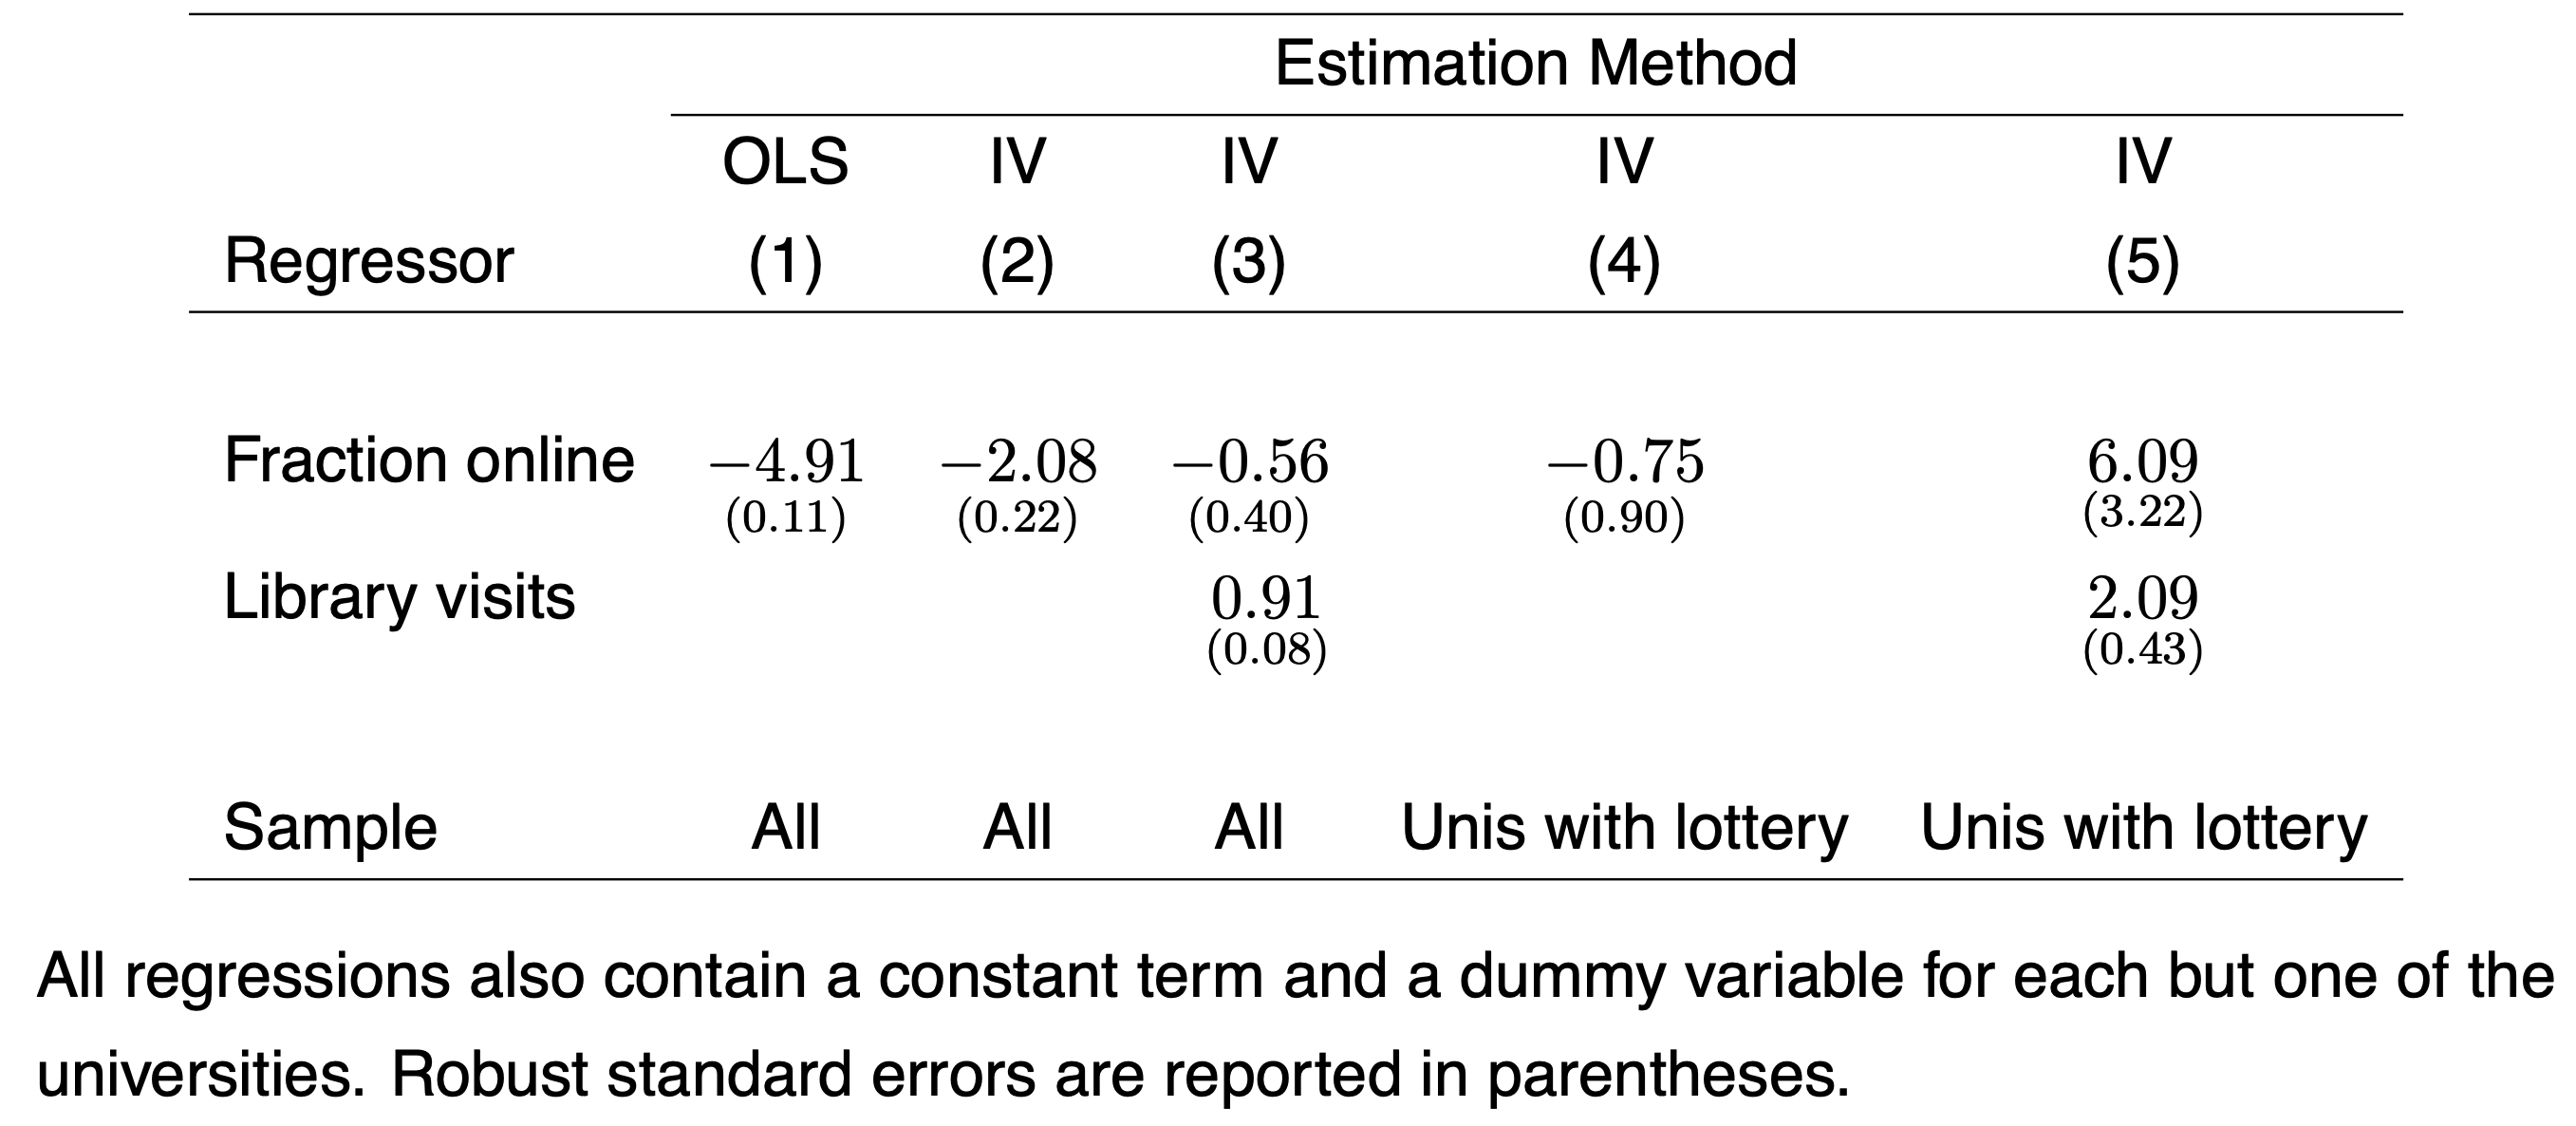 Estimation Method
OLS IV IV IV IV
Regressor (1) (2) (3) (4) (5)
Fraction online −4.91 −2.08 −0.56 −0.75 6.09
(0.11) (0.22) (0.40) (0.90) (3.22)
Library visits 0.91 2.09
(0.08) (0.43)
Sample All All All Unis with lottery Unis with lottery
All regressions also contain a constant term and a dummy variable for each but one of the
universities. Robust standard errors are reported in parentheses.